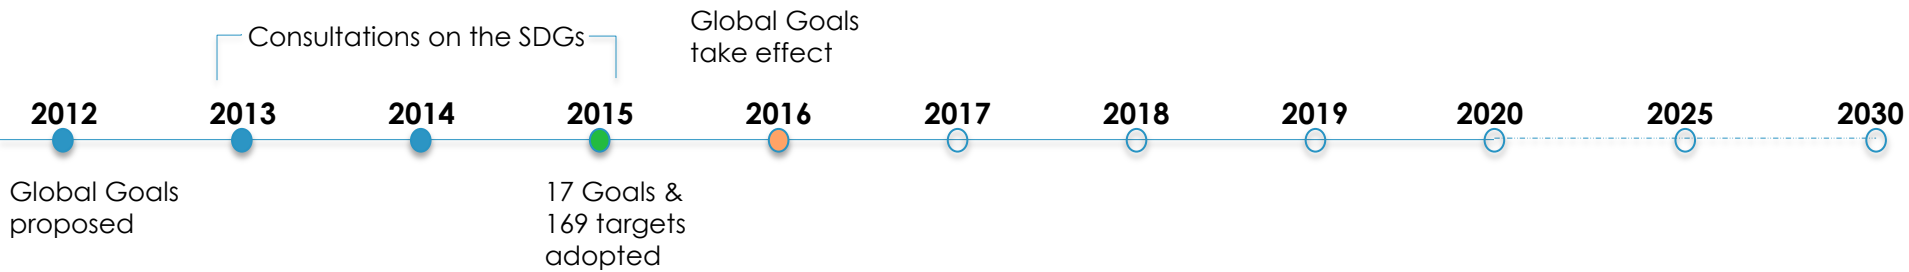 Consultations on the SDGs
Global Goals
take effect
2012 2013 2014 2015 2016 2017 2018 2019 2020 2025 2030
Global Goals
proposed
17 Goals &
169 targets
adopted